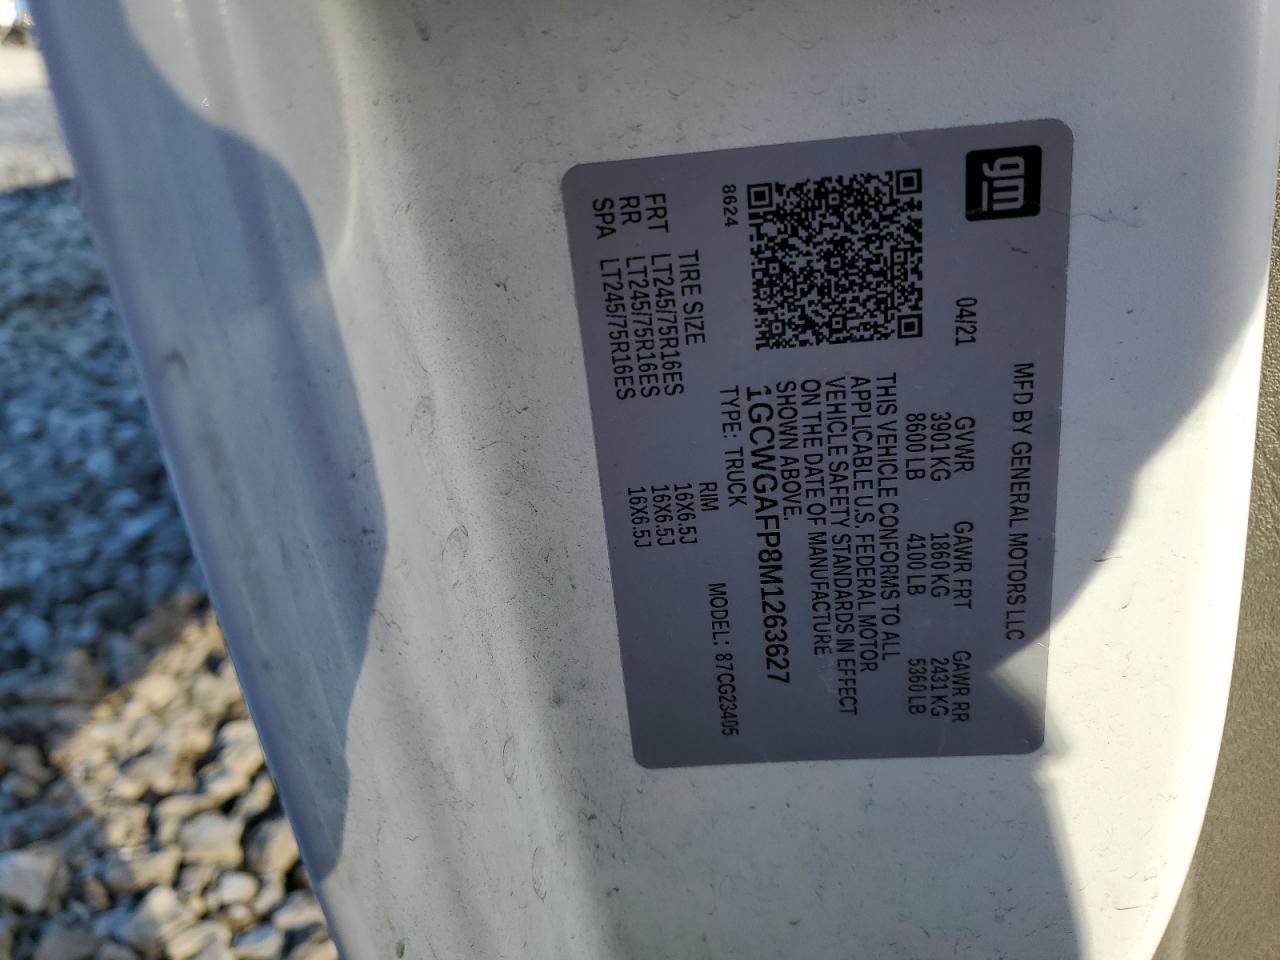 gm
MFD BY GENERAL MOTORS LLC
04/21 GVWR GAWR FRT GAWR RR
3901 KG 1860 KG 2431 KG
8600 LB 4100 LB 5360 LB
THIS VEHICLE CONFORMS TO ALL
APPLICABLE U.S. FEDERAL MOTOR
VEHICLE SAFETY STANDARDS IN EFFECT
ON THE DATE OF MANUFACTURE
SHOWN ABOVE.
1GCWGAFP8M1263627
8624 TYPE: TRUCK MODEL: 87CG23405
TIRE SIZE RIM
FRT LT245/75R16ES 16X6.5J
RR LT245/75R16ES 16X6.5J
SPA LT245/75R16ES 16X6.5J